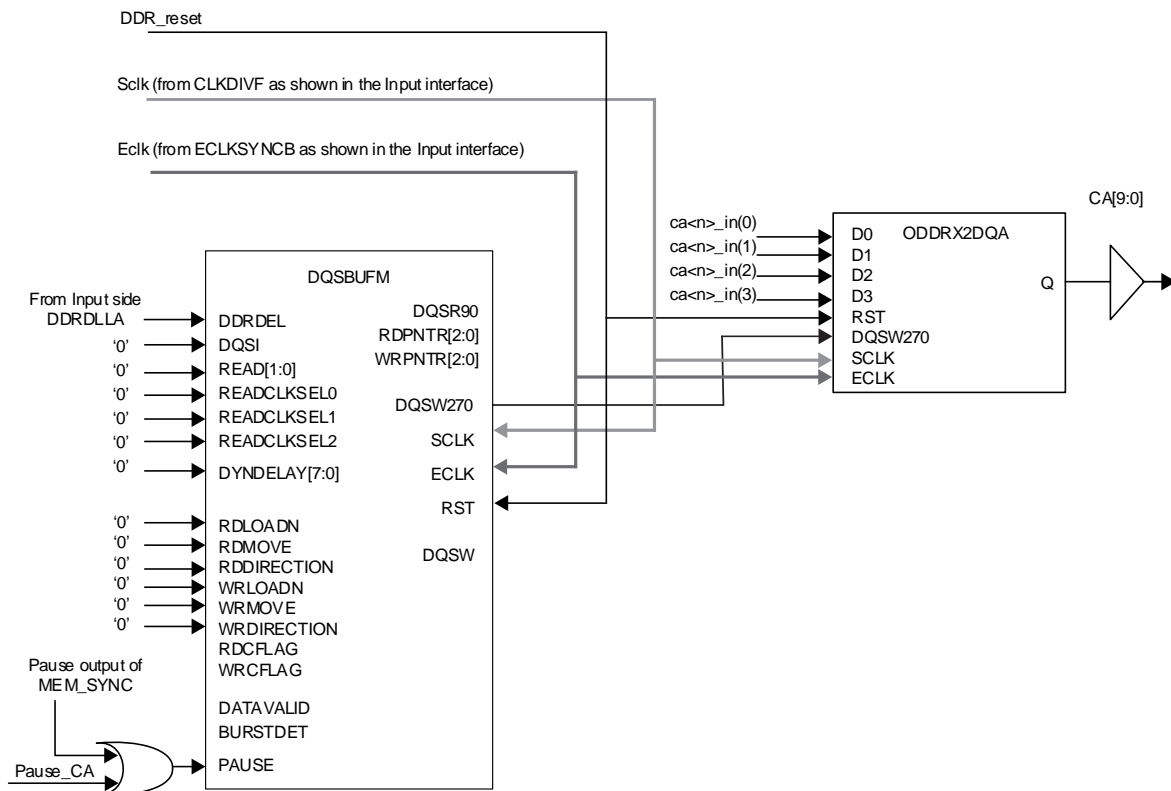 DDR_reset
Sclk (from CLKDIVF as shown in the Input interface)
Eclk (from ECLKSYNCB as shown in the Input interface)
CA[9:0]
ca<n>_in(0)
ca<n>_in(1)
ca<n>_in(2)
ca<n>_in(3)
ODDRX2DQA
D0
D1
D2
D3
RST
DQSW270
SCLK
ECLK
Q
DQSBUFM
From Input side
DDRDLLA
'0'
'0'
'0'
'0'
'0'
'0'
'0'
'0'
'0'
'0'
'0'
'0'
DDRDEL
DQSI
READ[1:0]
READCLKSEL0
READCLKSEL1
READCLKSEL2
DYNDELAY[7:0]
RDLOADN
RDMOVE
RDDIRECTION
WRLOADN
WRMOVE
WRDIRECTION
RDCFLAG
WRCFLAG
DATAVALID
BURSTDET
PAUSE
DQSR90
RDPNTR[2:0]
WRPNTR[2:0]
DQSW270
SCLK
ECLK
RST
DQSW
Pause output of
MEM_SYNC
Pause_CA